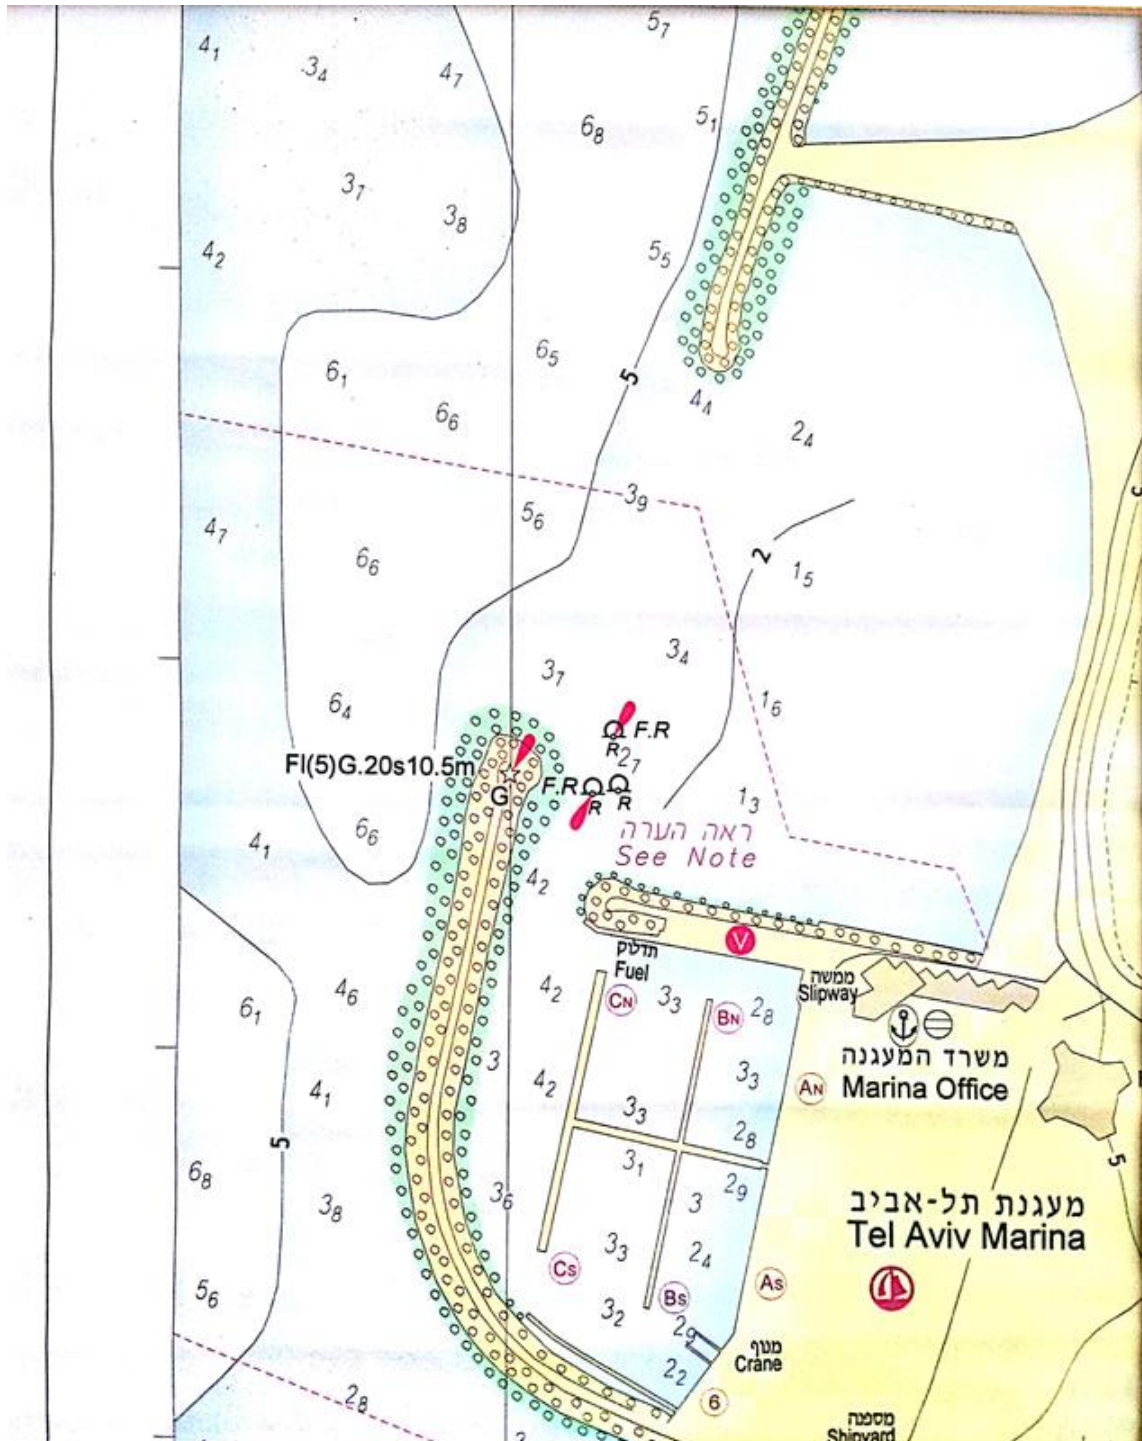 5₇
4₁
3₄
4₇
6₈
5₁
3₇
3₈
4₂
5₅
6₅
6₁
5
4₄
6₆
2₄
3₉
5₆
4₇
6₆
2
1₅
3₄
3₇
6₄
1₆
F.R
R
2₇
Fl(5)G.20s10.5m
G
F.R
R
R
1₃
6₆
4₁
ראה הערה
See Note
4₂
V
תדלוק
Fuel
ממשה
Slipway
4₆
4₂
CN
3₃
BN
2₈
6₁
משרד המעגנה
Marina Office
3
4₂
3₃
AN
4₁
3₃
2₈
5
3₁
5
6₈
3₈
3₆
3
2₉
מעגנת תל-אביב
Tel Aviv Marina
3₃
2₄
CS
AS
5₆
3₂
BS
2₉
מנוף
Crane
2₂
2₈
6
מספנה
Shipyard